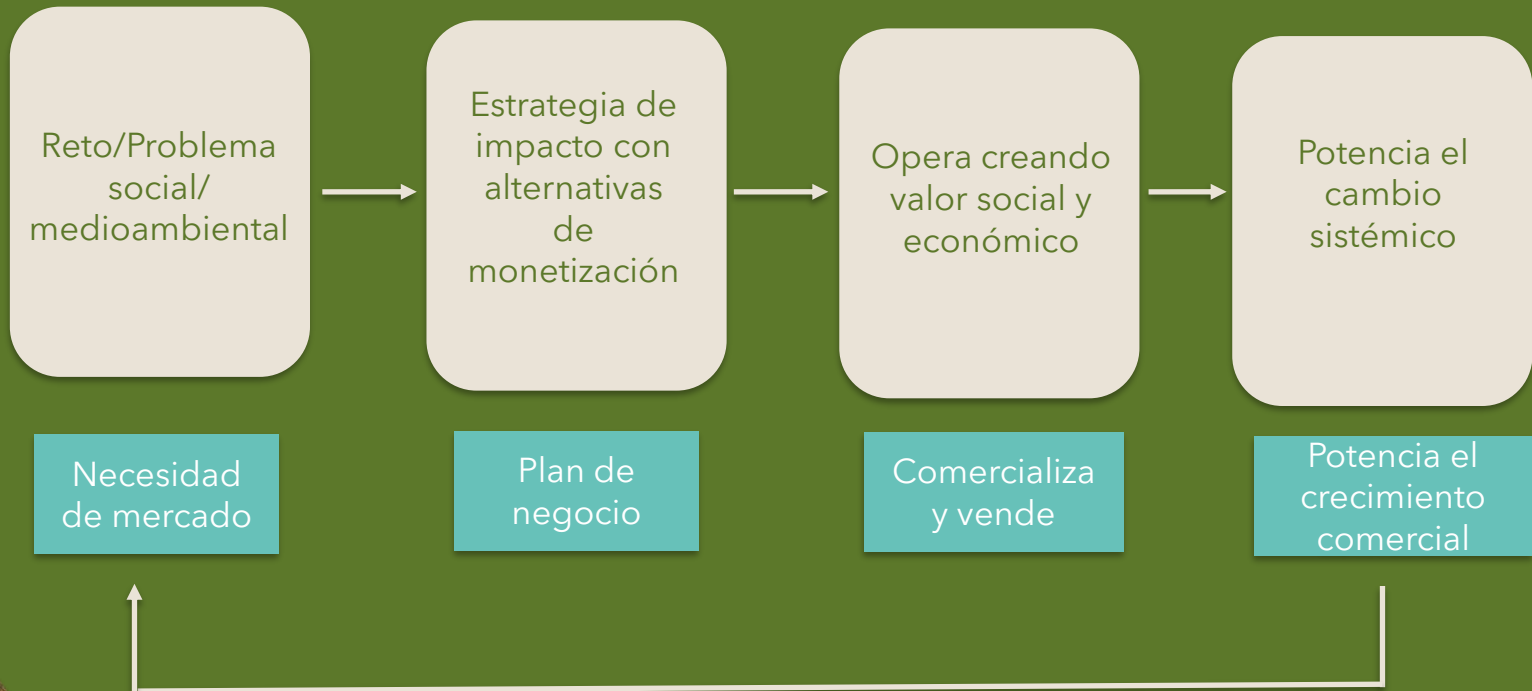 Reto/Problema
social/
medioambiental
Estrategia de
impacto con
alternativas
de
monetización
Opera creando
valor social y
económico
Potencia el
cambio
sistémico
Necesidad
de mercado
Plan de
negocio
Comercializa
y vende
Potencia el
crecimiento
comercial